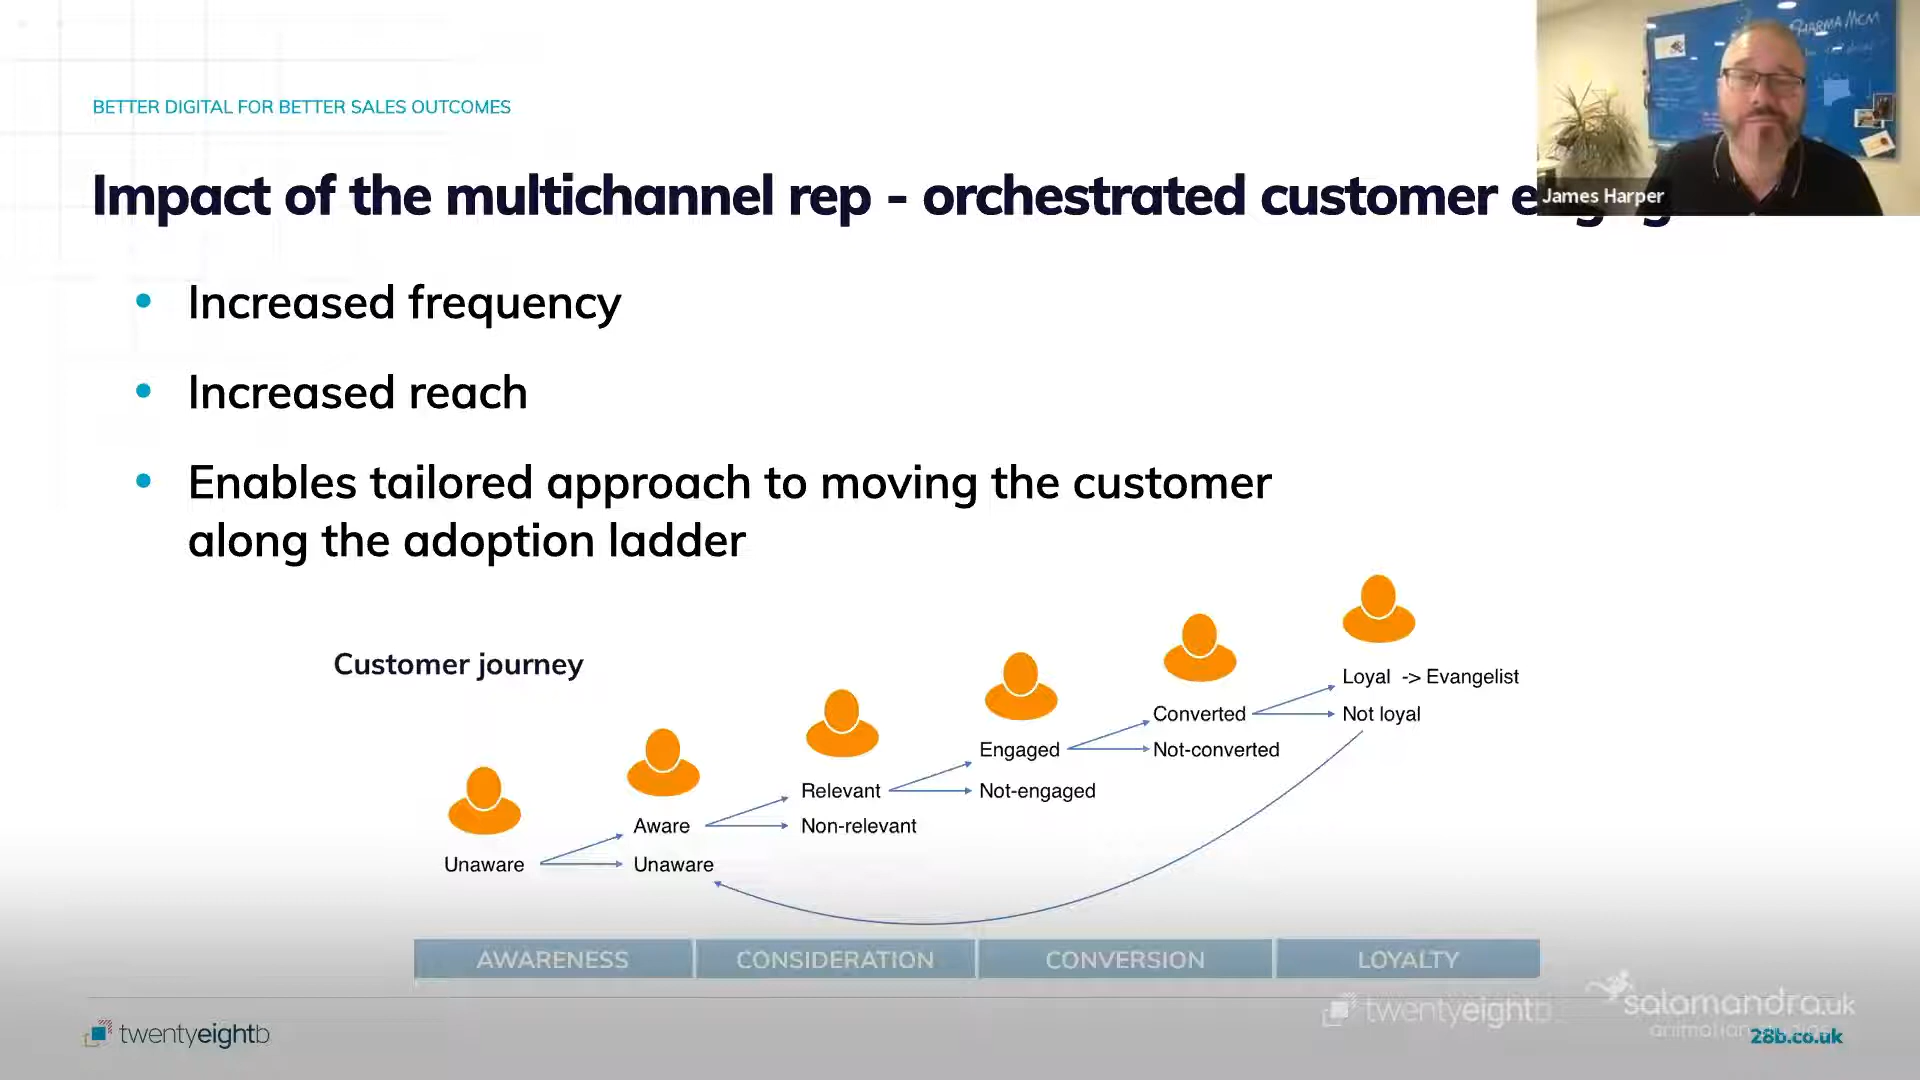 BETTER DIGITAL FOR BETTER SALES OUTCOMES
PHARMA MCM
Impact of the multichannel rep - orchestrated customer
James Harper
• Increased frequency
• Increased reach
• Enables tailored approach to moving the customer
along the adoption ladder
Customer journey
Loyal -> Evangelist
Converted
Not loyal
Engaged
Not-converted
Relevant
Not-engaged
Aware
Non-relevant
Unaware
Unaware
AWARENESS
CONSIDERATION
CONVERSION
LOYALTY
twentyeightb
twentyeightb
salamandra.uk
animation
28b.co.uk